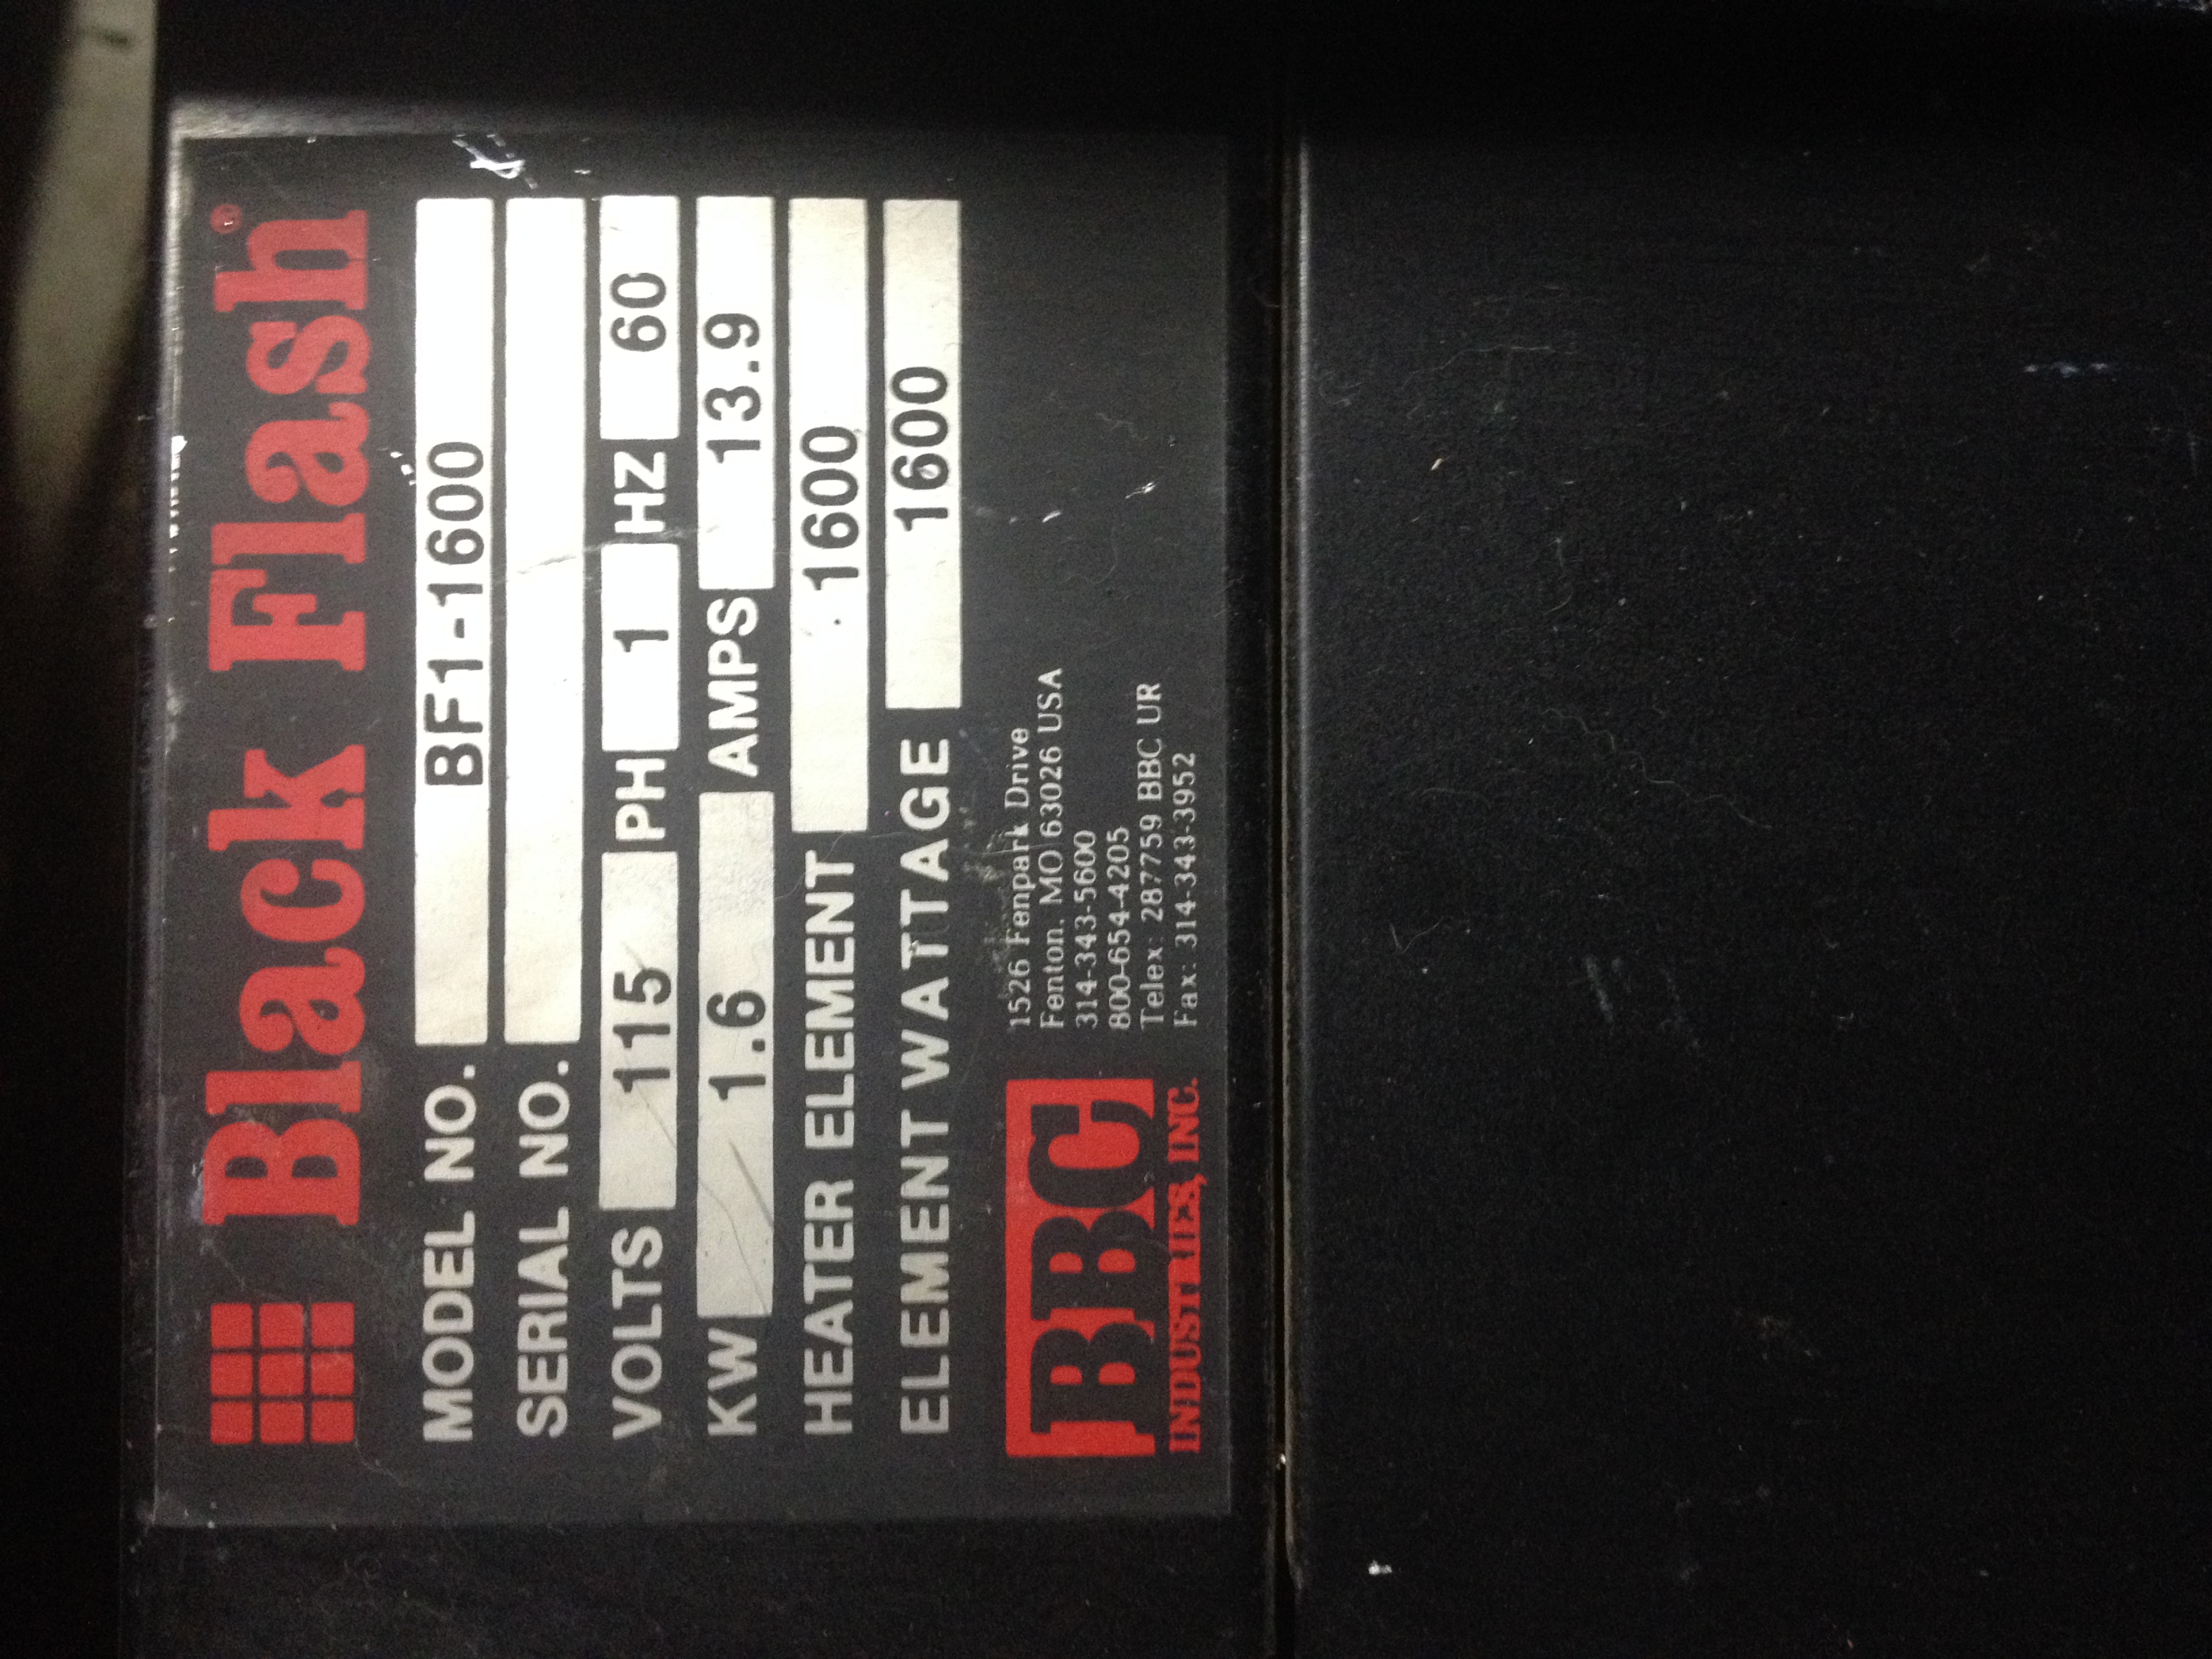 Black Flash®
MODEL NO. BF1-1600
SERIAL NO.
VOLTS 115 PH 1 HZ 60
KW 1.6 AMPS 13.9
HEATER ELEMENT 1600
ELEMENT WATTAGE 1600
BBC
INDUSTRIES, INC.
1526 Fenpark Drive
Fenton, MO 63026 USA
314-343-5600
800-654-4205
Telex: 287759 BBC UR
Fax: 314-343-3952